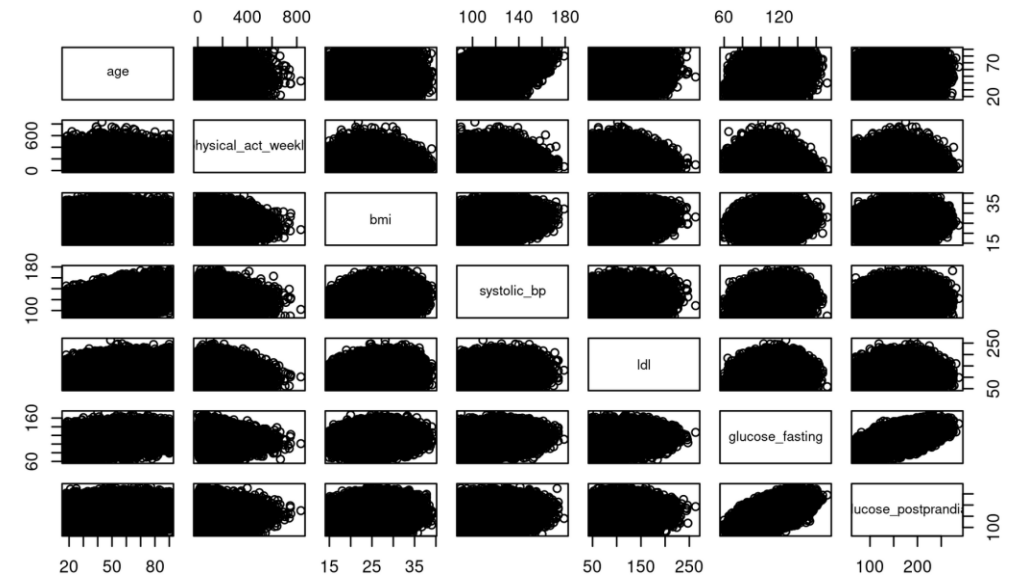 0 400 800 100 140 180 60 120
age
20 70
0 600
hysical_act_weekl
bmi
15 35
100 180
systolic_bp
ldl
50 250
60 160
glucose_fasting
lucose_postprandia
100
20 50 80 15 25 35 50 150 250 100 200